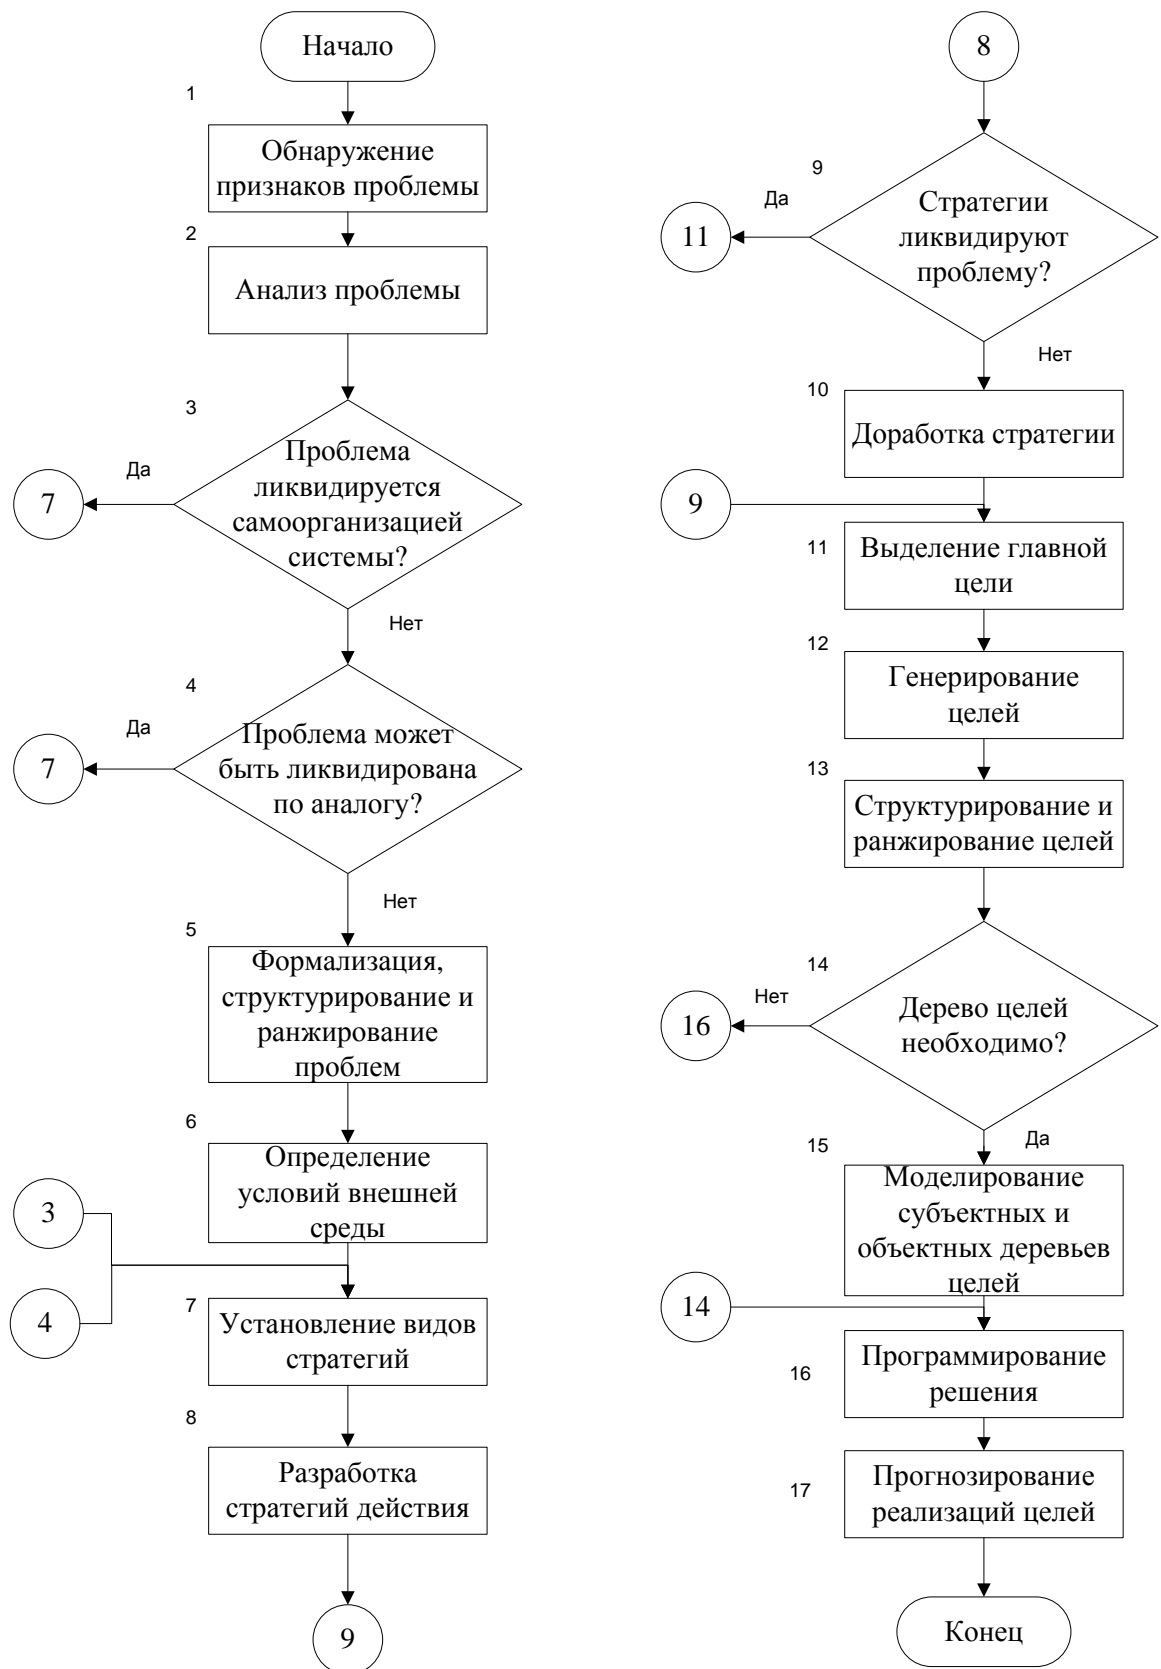 Начало
1
Обнаружение
признаков проблемы
2
Анализ проблемы
3
Проблема
ликвидируется
самоорганизацией
системы?
Да
7
Нет
4
Проблема может
быть ликвидирована
по аналогу?
Да
7
Нет
5
Формализация,
структурирование и
ранжирование
проблем
6
Определение
условий внешней
среды
3
4
7
Установление видов
стратегий
8
Разработка
стратегий действия
9
8
9
Стратегии
ликвидируют
проблему?
Да
11
Нет
10
Доработка стратегии
9
11
Выделение главной
цели
12
Генерирование
целей
13
Структурирование и
ранжирование целей
14
Дерево целей
необходимо?
Нет
16
Да
15
Моделирование
субъектных и
объектных деревьев
целей
14
16
Программирование
решения
17
Прогнозирование
реализаций целей
Конец